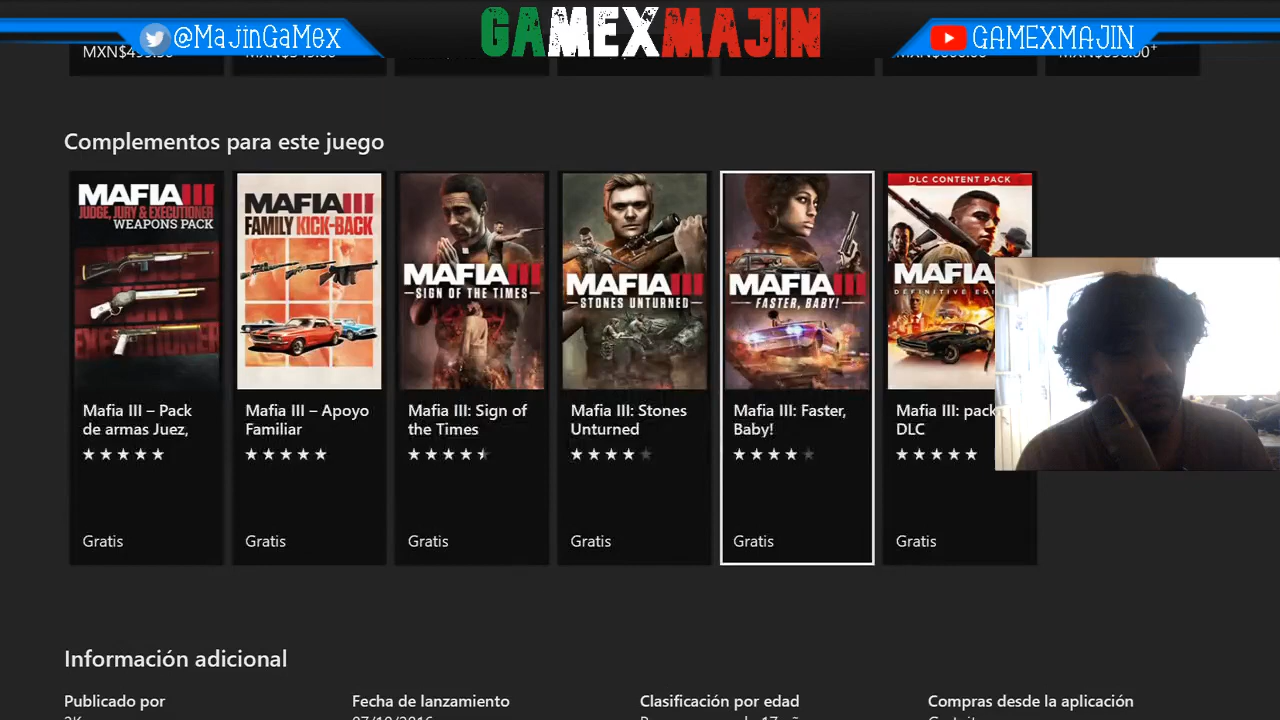 @MajinGaMex
GAMEXMAJIN
GAMEXMAJIN
Complementos para este juego
MAFIA III
JUDGE, JURY & EXECUTIONER
WEAPONS PACK
MAFIA III
FAMILY KICK-BACK
MAFIA III
SIGN OF THE TIMES
MAFIA III
STONES UNTURNED
MAFIA III
FASTER, BABY!
DLC CONTENT PACK
MAFIA
Mafia III – Pack
de armas Juez,
Gratis
Mafia III – Apoyo
Familiar
Gratis
Mafia III: Sign of
the Times
Gratis
Mafia III: Stones
Unturned
Gratis
Mafia III: Faster,
Baby!
Gratis
Mafia III: pack
DLC
Gratis
Información adicional
Publicado por
Fecha de lanzamiento
07/10/2016
Clasificación por edad
Compras desde la aplicación